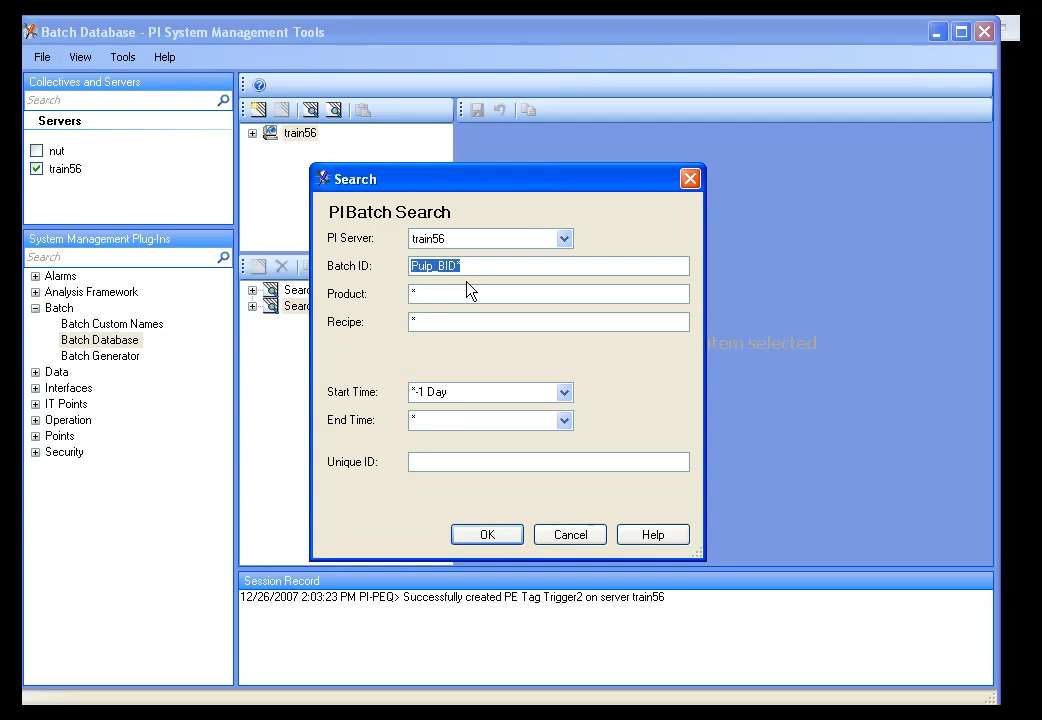 Batch Database - PI System Management Tools
File View Tools Help
Collectives and Servers
Search
Servers
nut
train56
System Management Plug-Ins
Search
Alarms
Analysis Framework
Batch
Batch Custom Names
Batch Database
Batch Generator
Data
Interfaces
IT Points
Operation
Points
Security
train56
Sear
Sear
item selected
Search
PIBatch Search
PI Server: train56
Batch ID: Pulp_BID*
Product: *
Recipe: *
Start Time: *-1 Day
End Time: *
Unique ID:
OK Cancel Help
Session Record
12/26/2007 2:03:23 PM PI-PEQ> Successfully created PE Tag Trigger2 on server train56